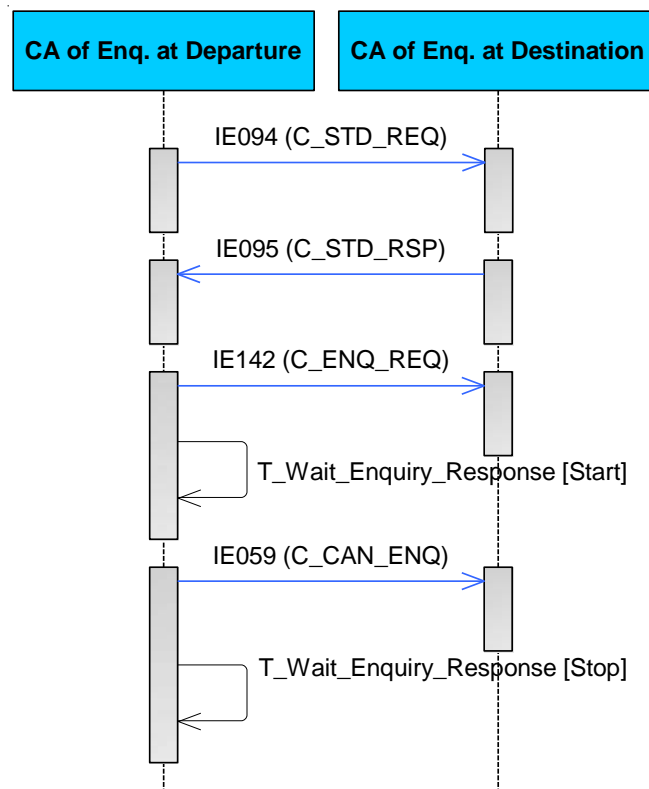 CA of Enq. at Departure
CA of Enq. at Destination
IE094 (C_STD_REQ)
IE095 (C_STD_RSP)
IE142 (C_ENQ_REQ)
T_Wait_Enquiry_Response [Start]
IE059 (C_CAN_ENQ)
T_Wait_Enquiry_Response [Stop]